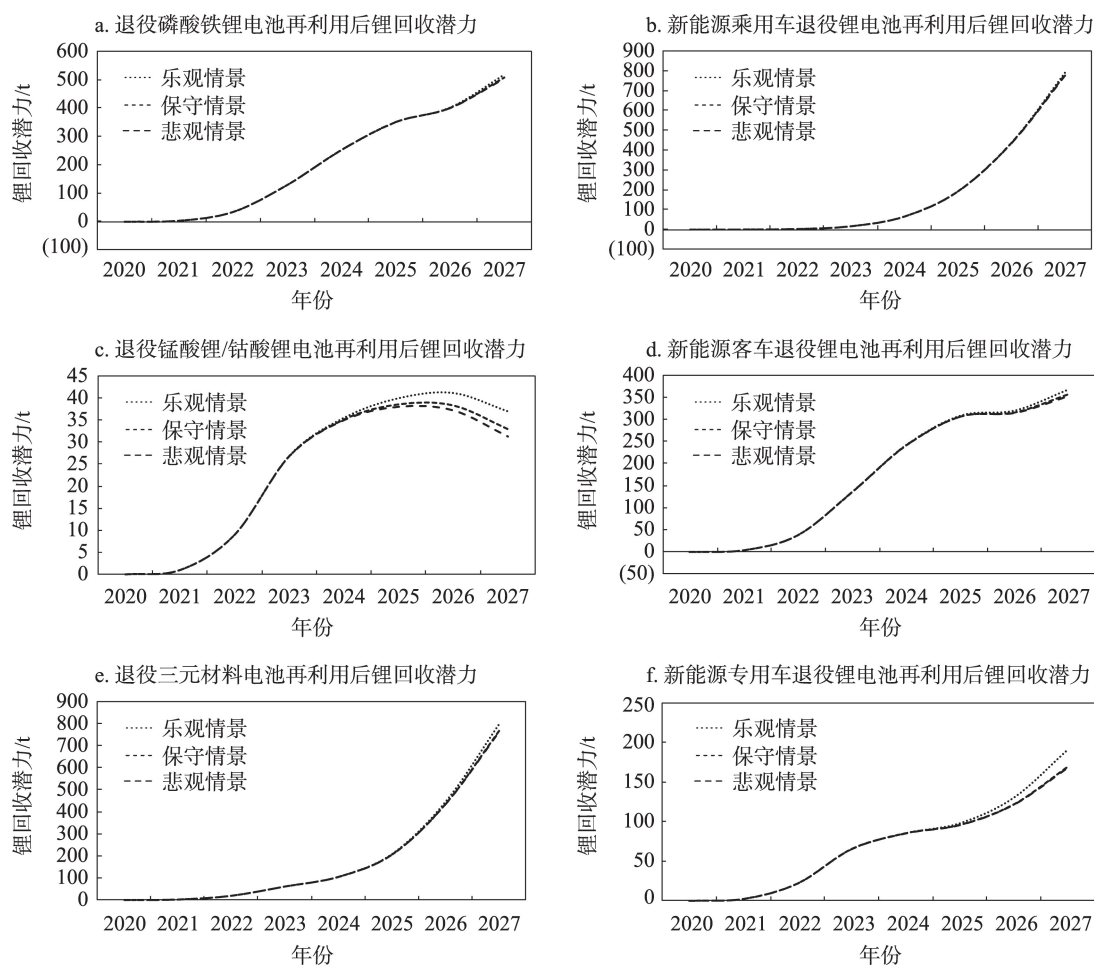 a. 退役磷酸铁锂电池再利用后锂回收潜力
600
500
400
300
200
100
0
(100)
锂回收潜力/t
乐观情景
保守情景
悲观情景
2020 2021 2022 2023 2024 2025 2026 2027
年份
b. 新能源乘用车退役锂电池再利用后锂回收潜力
900
800
700
600
500
400
300
200
100
0
(100)
锂回收潜力/t
乐观情景
保守情景
悲观情景
2020 2021 2022 2023 2024 2025 2026 2027
年份
c. 退役锰酸锂/钴酸锂电池再利用后锂回收潜力
45
40
35
30
25
20
15
10
5
0
锂回收潜力/t
乐观情景
保守情景
悲观情景
2020 2021 2022 2023 2024 2025 2026 2027
年份
d. 新能源客车退役锂电池再利用后锂回收潜力
400
350
300
350
200
150
100
50
0
(50)
锂回收潜力/t
乐观情景
保守情景
悲观情景
2020 2021 2022 2023 2024 2025 2026 2027
年份
e. 退役三元材料电池再利用后锂回收潜力
900
800
700
600
500
400
300
200
100
0
锂回收潜力/t
乐观情景
保守情景
悲观情景
2020 2021 2022 2023 2024 2025 2026 2027
年份
f. 新能源专用车退役锂电池再利用后锂回收潜力
250
200
150
100
50
0
锂回收潜力/t
乐观情景
保守情景
悲观情景
2020 2021 2022 2023 2024 2025 2026 2027
年份